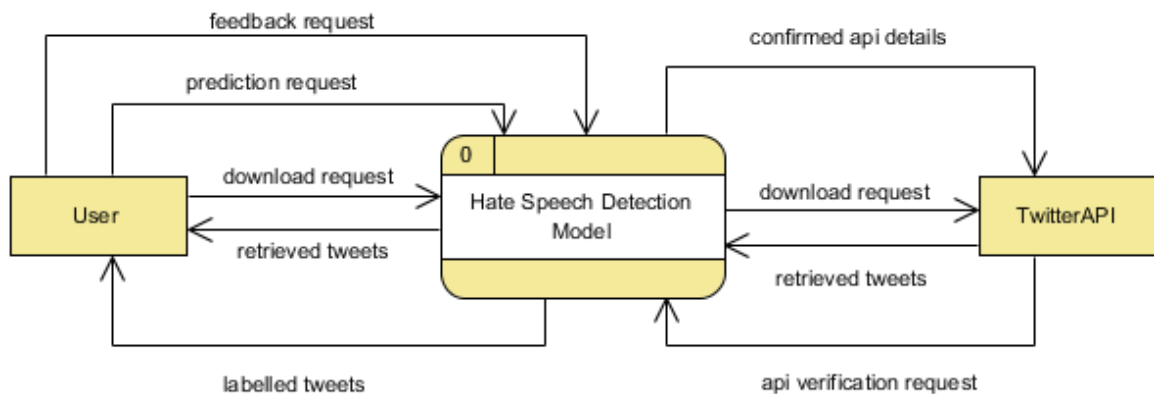 feedback request
confirmed api details
prediction request
0
download request
Hate Speech Detection
Model
download request
User
TwitterAPI
retrieved tweets
retrieved tweets
labelled tweets
api verification request